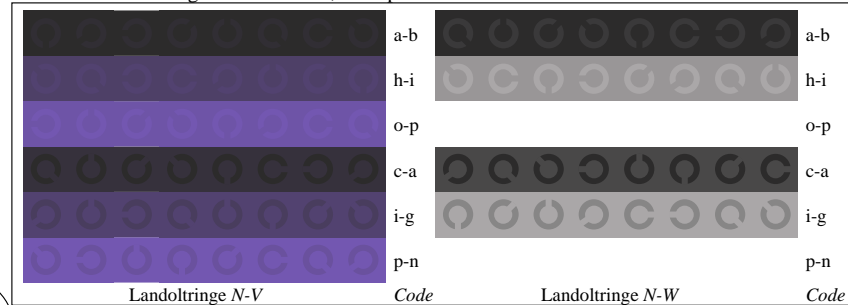 a-b a-b
h-i h-i
o-p o-p
c-a c-a
i-g i-g
p-n p-n
Landoltringe N-V Code Landoltringe N-W Code